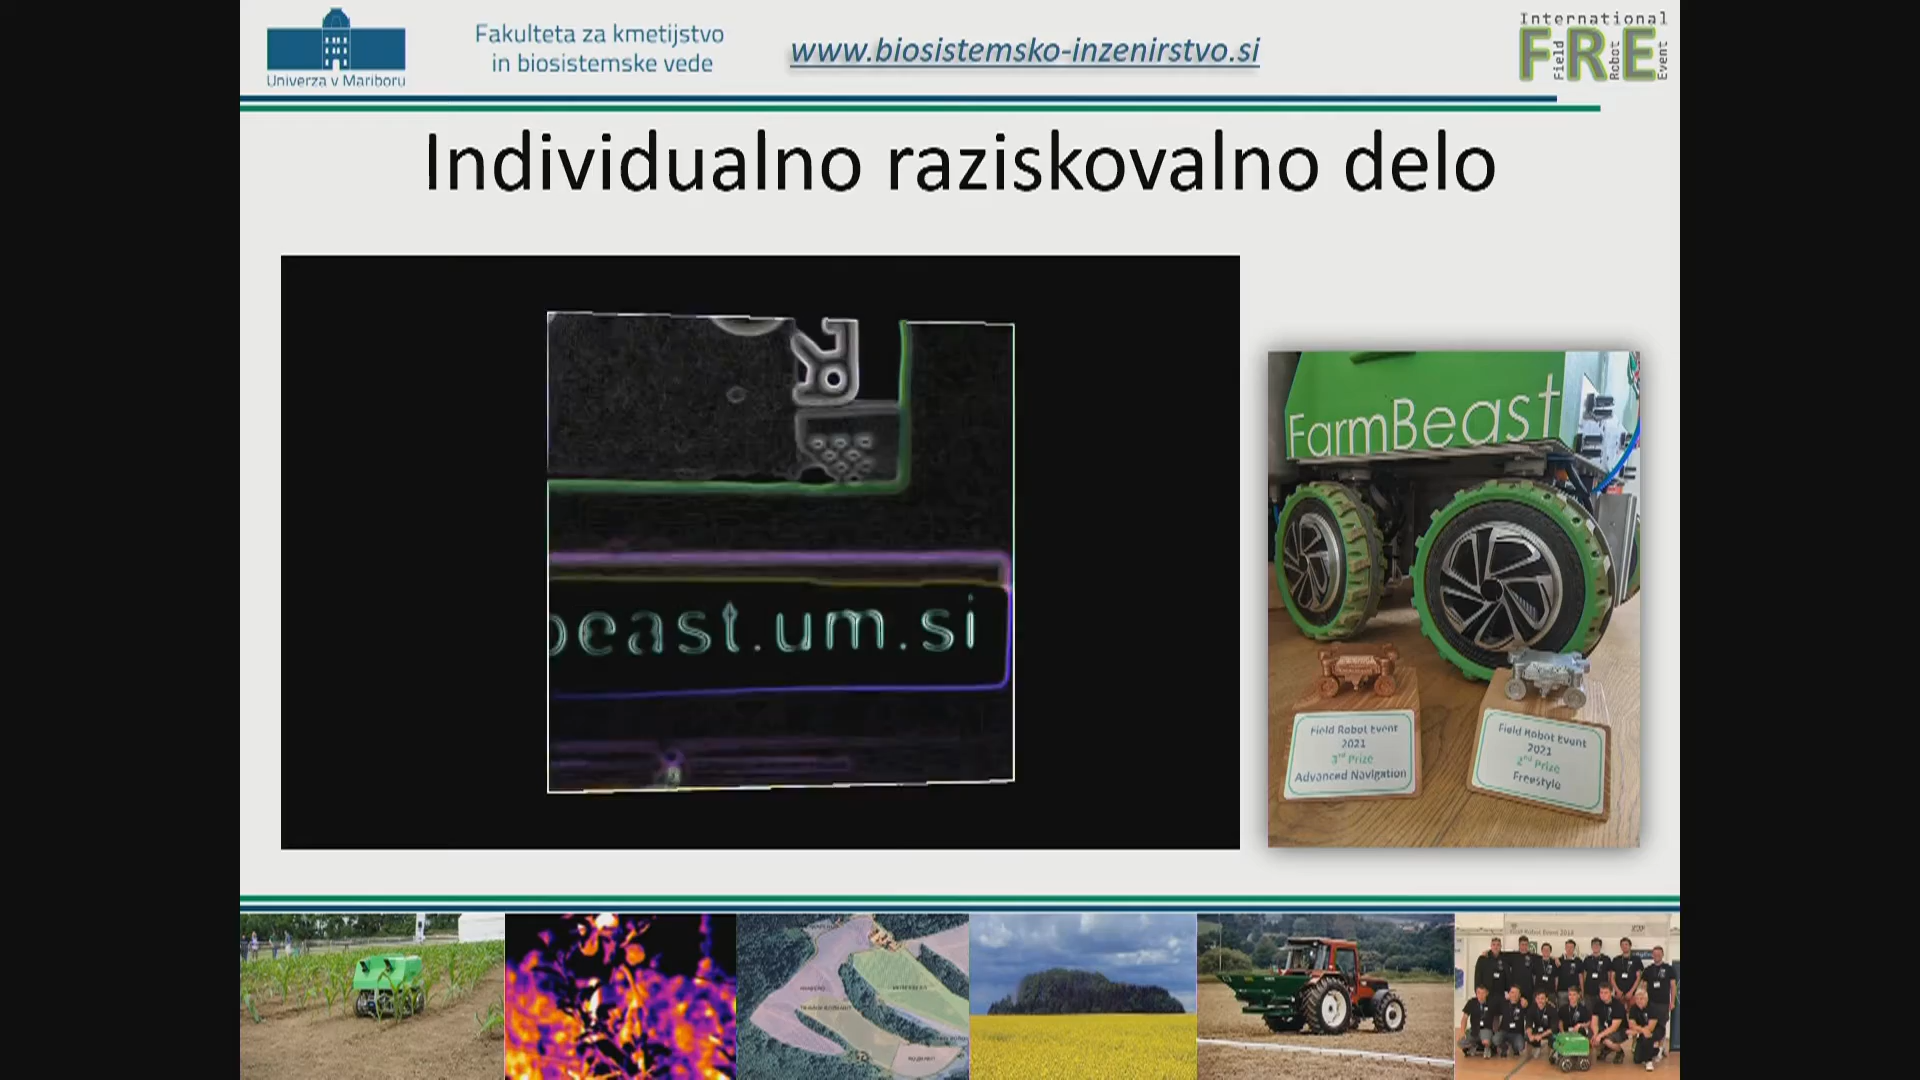 Univerza v Mariboru
Fakulteta za kmetijstvo
in biosistemske vede
www.biosistemsko-inzenirstvo.si
International
FRE
Field
Robot
Event
Individualno raziskovalno delo
beast.um.si
FarmBeast
Field Robot Event
2021
3rd Prize
Advanced Navigation
Field Robot Event
2021
2nd Prize
Freestyle